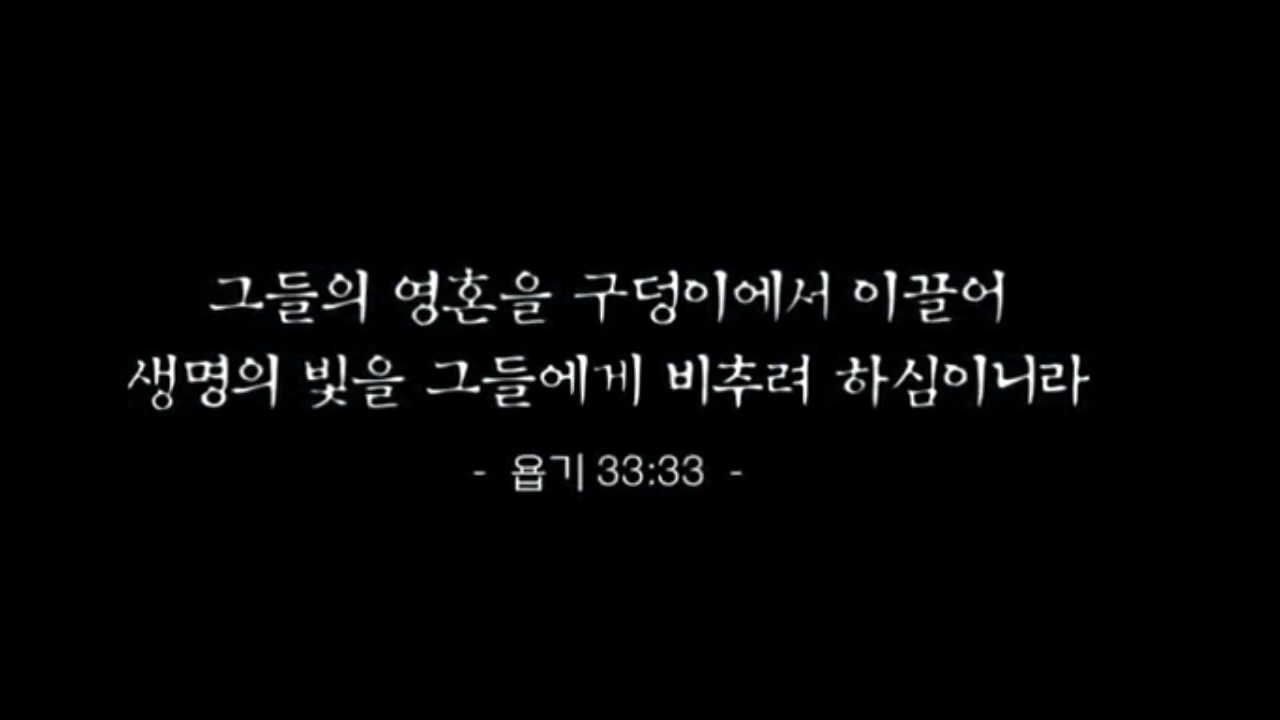 그들의 영혼을 구덩이에서 이끌어
생명의 빛을 그들에게 비추려 하심이니라
- 욥기 33:33 -